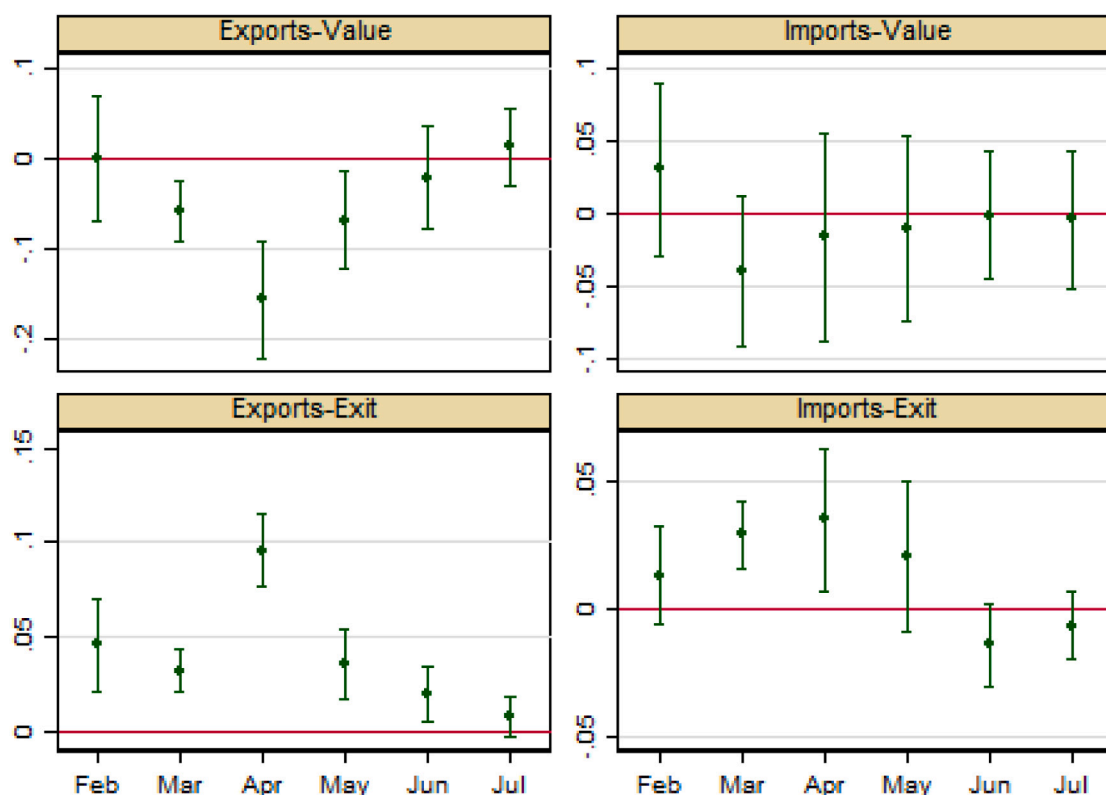 Exports-Value
.1
0
-.1
-.2
Imports-Value
.1
.05
0
-.05
-.1
Exports-Exit
.15
.1
.05
0
Feb Mar Apr May Jun Jul
Imports-Exit
.05
0
-.05
Feb Mar Apr May Jun Jul